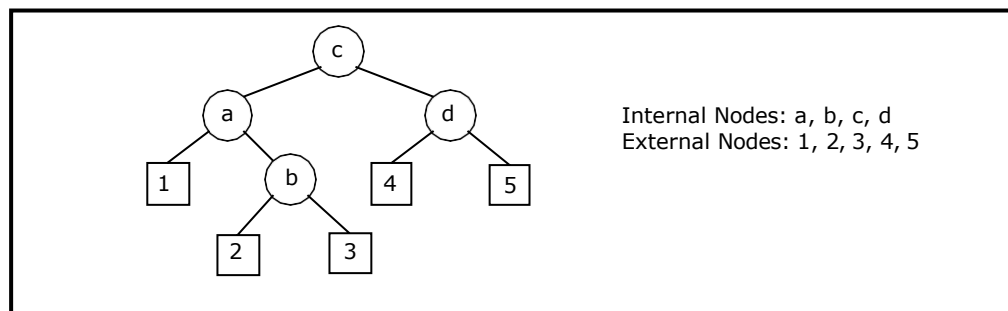 c
a
d
Internal Nodes: a, b, c, d
External Nodes: 1, 2, 3, 4, 5
1
b
4
5
2
3